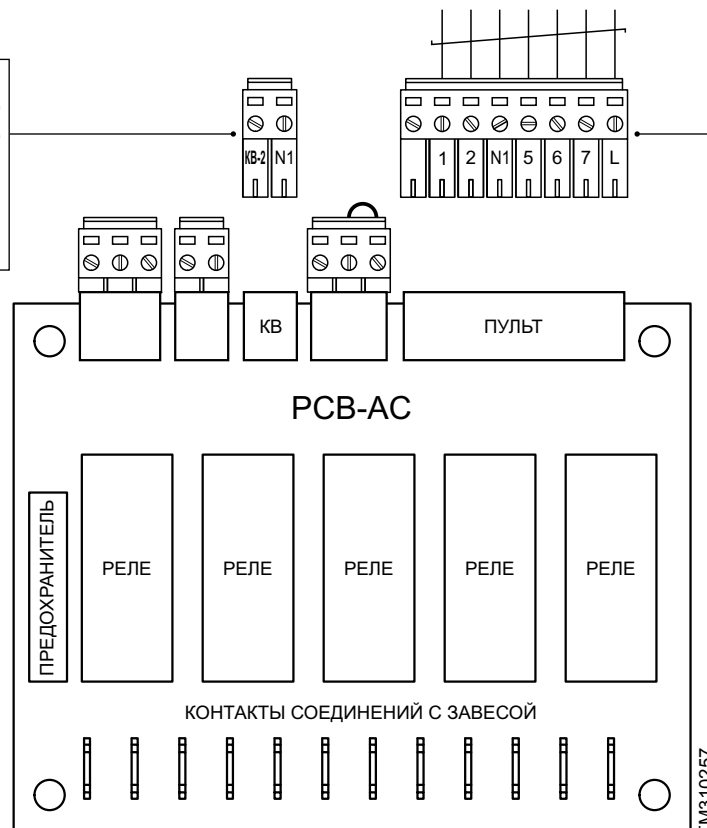 КВ-2 N1
1 2 N1 5 6 7 L
КВ
ПУЛЬТ
PCB-AC
ПРЕДОХРАНИТЕЛЬ
РЕЛЕ РЕЛЕ РЕЛЕ РЕЛЕ РЕЛЕ
КОНТАКТЫ СОЕДИНЕНИЙ С ЗАВЕСОЙ